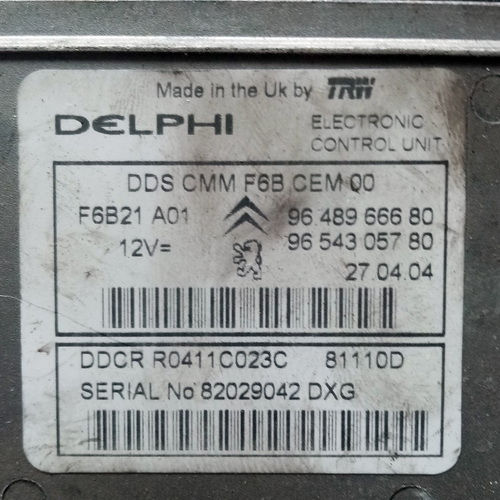 Made in the Uk by TRW
DELPHI ELECTRONIC
CONTROL UNIT
DDS CMM F6B CEM 00
F6B21 A01 96 489 666 80
12V= 96 543 057 80
27.04.04
DDCR R0411C023C 81110D
SERIAL No 82029042 DXG